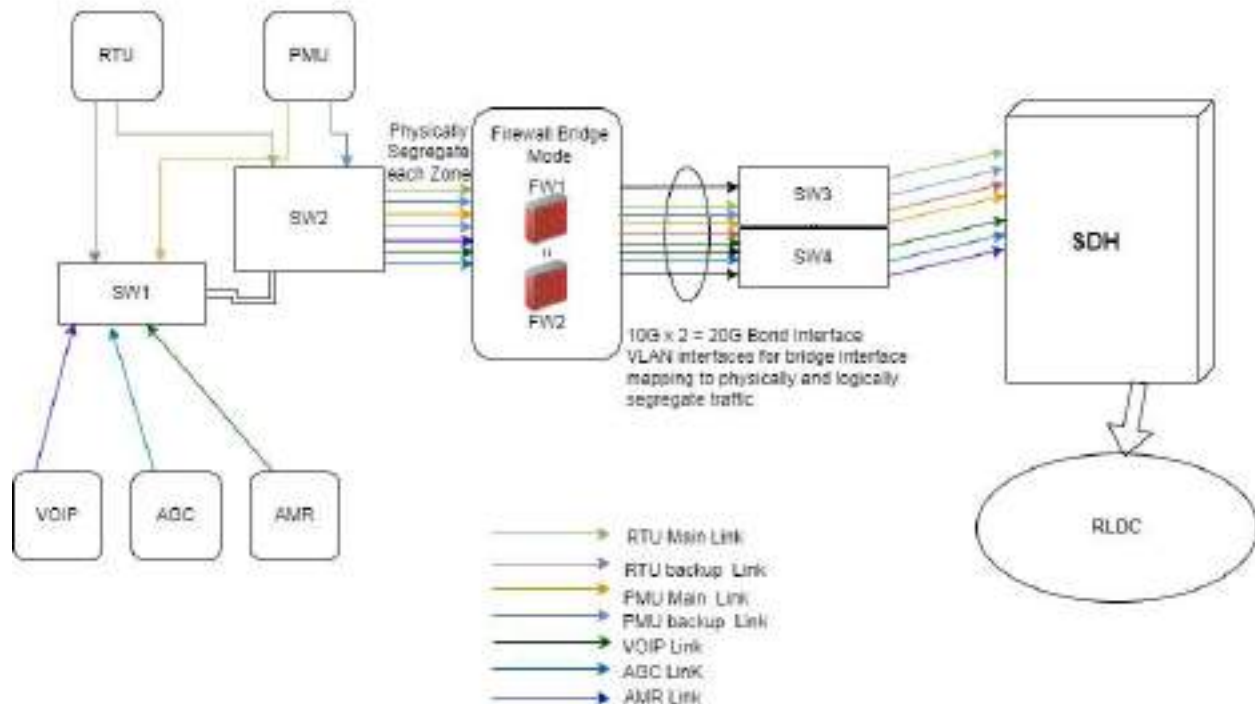 RTU
PMU
Physically
Segregate
each Zone
Firewall Bridge
Mode
FW1
FW2
SW2
SW1
SW3
SW4
SDH
10G x 2 = 20G Bond Interface
VLAN interfaces for bridge interface
mapping to physically and logically
segregate traffic
VOIP
AGC
AMR
RLDC
RTU Main Link
RTU backup Link
PMU Main Link
PMU backup Link
VOIP Link
AGC LinK
AMR Link